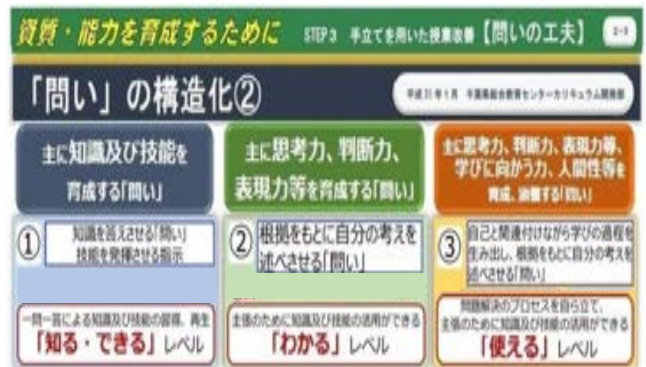 資質・能力を育成するために STEP3 手立てを用いた授業改善【問いの工夫】
「問い」の構造化②
平成31年1月 千葉県総合教育センターカリキュラム開発部
主に知識及び技能を
育成する「問い」
主に思考力、判断力、
表現力等を育成する「問い」
主に思考力、判断力、表現力等、
学びに向かう力、人間性等を
育成、涵養する「問い」
①
知識を答えさせる「問い」
技能を発揮させる指示
②
根拠をもとに自分の考えを
述べさせる「問い」
③
自己と関連付けながら学びの過程を
生み出し、根拠をもとに自分の考えを
述べさせる「問い」
一問一答による知識及び技能の習得、再生
「知る・できる」レベル
主張のために知識及び技能の活用ができる
「わかる」レベル
問題解決のプロセスを自ら立て、
主張のために知識及び技能の活用ができる
「使える」レベル